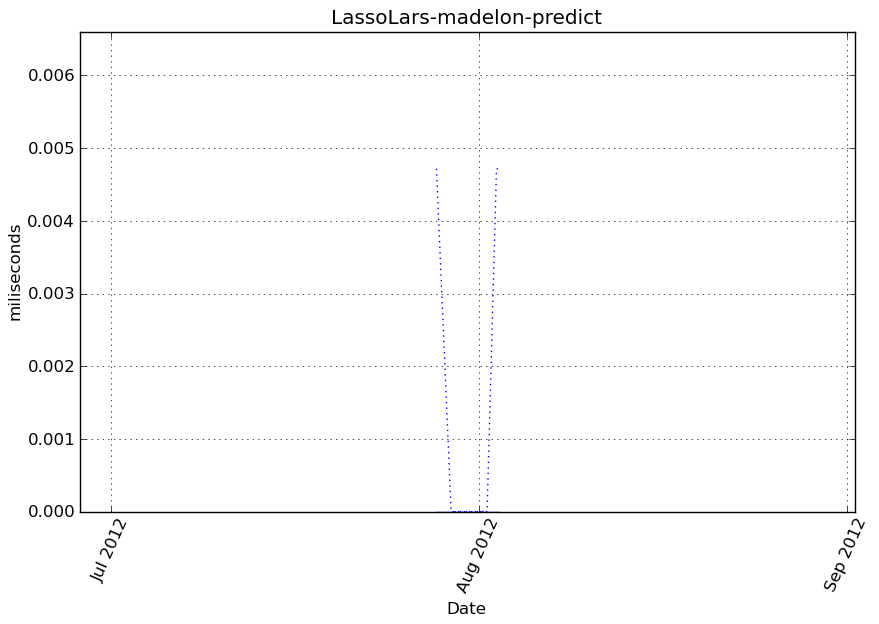 LassoLars-madelon-predict
0.006
0.005
0.004
0.003
0.002
0.001
0.000
miliseconds
Jul 2012
Aug 2012
Sep 2012
Date